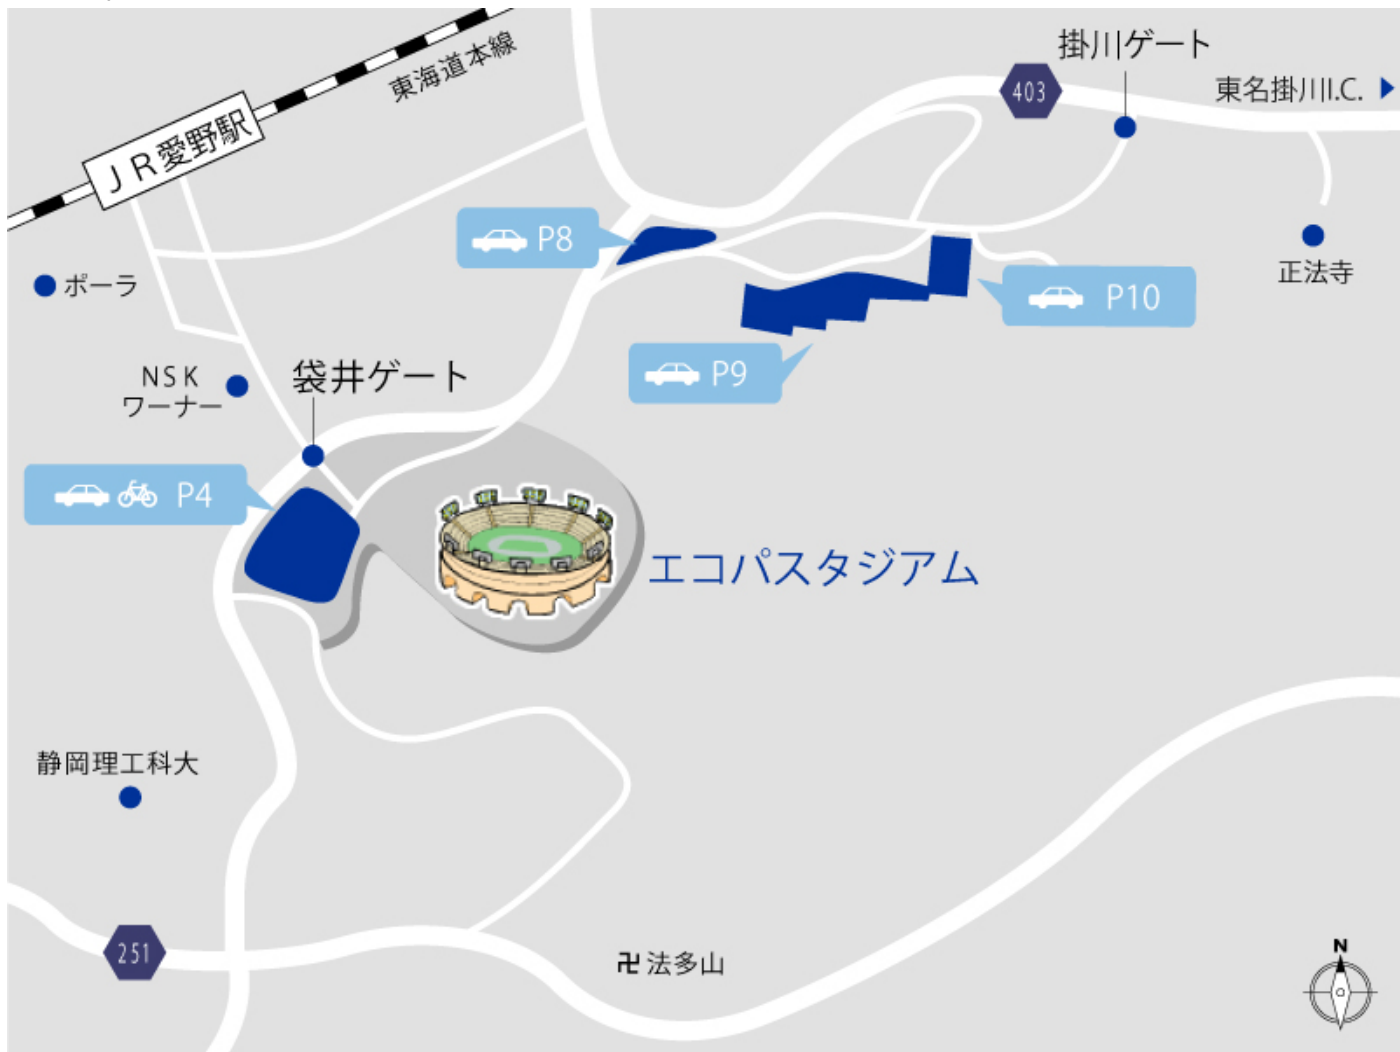 東海道本線
掛川ゲート
403
東名掛川I.C.
JR愛野駅
P8
正法寺
ポーラ
P10
NSK
ワーナー
袋井ゲート
P9
P4
エコパスタジアム
静岡理工科大
251
卍法多山
N